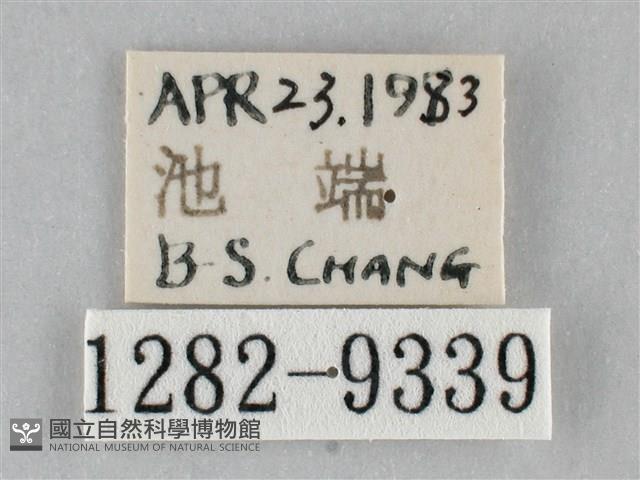 APR 23.1983
池 端
B-S. CHANG
1282-9339
國立自然科學博物館
NATIONAL MUSEUM OF NATURAL SCIENCE